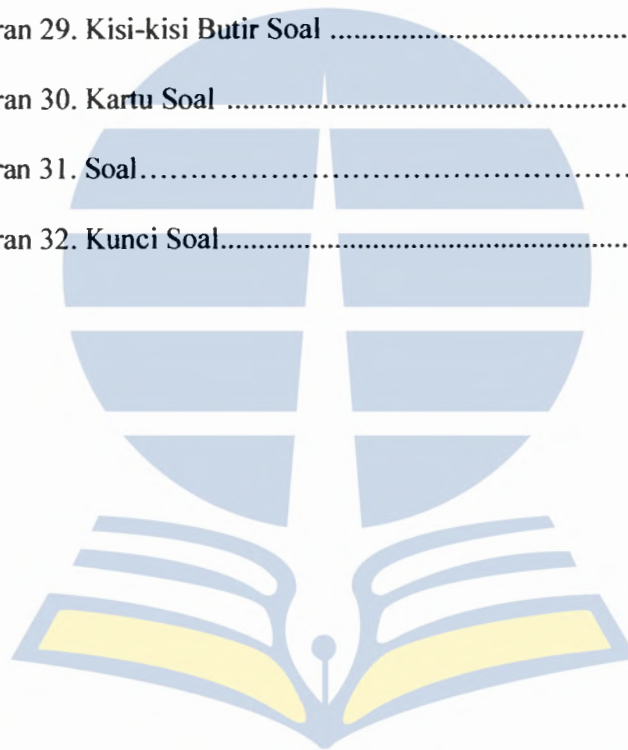 ran 29. Kisi-kisi Butir Soal ..........................................
ran 30. Kartu Soal ..........................................................
ran 31. Soal..........................................................
ran 32. Kunci Soal..........................................................